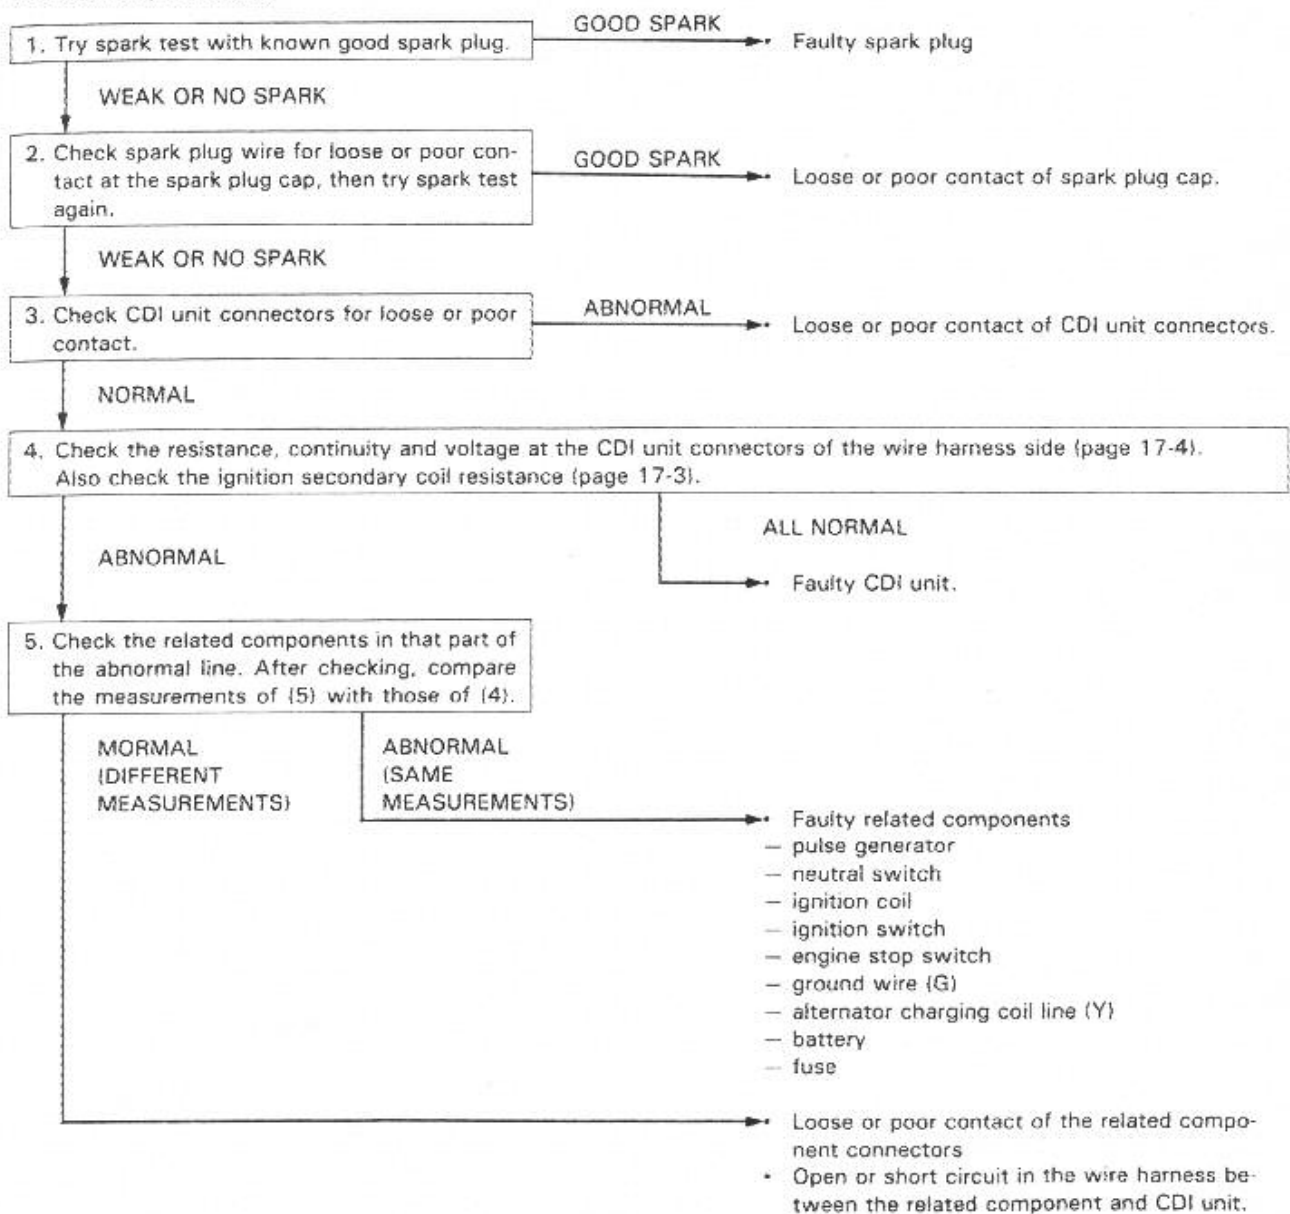 GOOD SPARK
1. Try spark test with known good spark plug.
• Faulty spark plug
WEAK OR NO SPARK
2. Check spark plug wire for loose or poor con-
tact at the spark plug cap, then try spark test
again.
GOOD SPARK
• Loose or poor contact of spark plug cap.
WEAK OR NO SPARK
3. Check CDI unit connectors for loose or poor
contact.
ABNORMAL
• Loose or poor contact of CDI unit connectors.
NORMAL
4. Check the resistance, continuity and voltage at the CDI unit connectors of the wire harness side (page 17-4).
Also check the ignition secondary coil resistance (page 17-3).
ALL NORMAL
ABNORMAL
• Faulty CDI unit.
5. Check the related components in that part of
the abnormal line. After checking, compare
the measurements of (5) with those of (4).
MORMAL
(DIFFERENT
MEASUREMENTS)
ABNORMAL
(SAME
MEASUREMENTS)
• Faulty related components
— pulse generator
— neutral switch
— ignition coil
— ignition switch
— engine stop switch
— ground wire (G)
— alternator charging coil line (Y)
— battery
— fuse
• Loose or poor contact of the related compo-
nent connectors
• Open or short circuit in the wire harness be-
tween the related component and CDI unit.